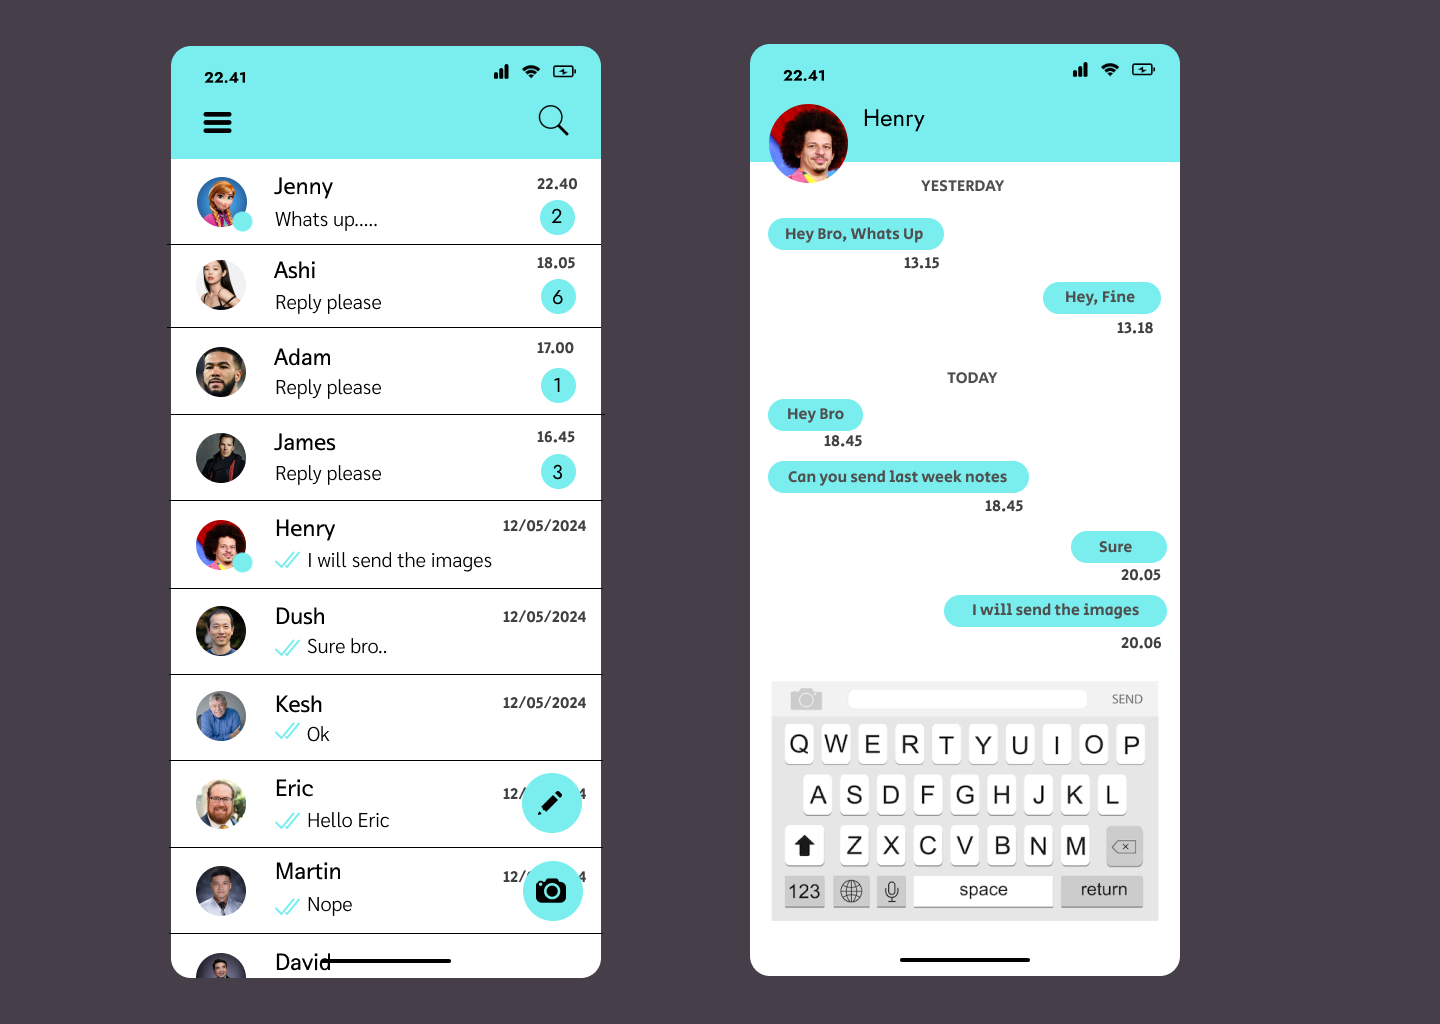 22.41
Jenny
22.40
Whats up.....
2
Ashi
18.05
Reply please
6
Adam
17.00
Reply please
1
James
16.45
Reply please
3
Henry
12/05/2024
I will send the images
Dush
12/05/2024
Sure bro..
Kesh
12/05/2024
Ok
Eric
12/ 4
Hello Eric
Martin
12/ 4
Nope
David
22.41
Henry
YESTERDAY
Hey Bro, Whats Up
13.15
Hey, Fine
13.18
TODAY
Hey Bro
18.45
Can you send last week notes
18.45
Sure
20.05
I will send the images
20.06
SEND
Q W E R T Y U I O P
A S D F G H J K L
Z X C V B N M
123 space return